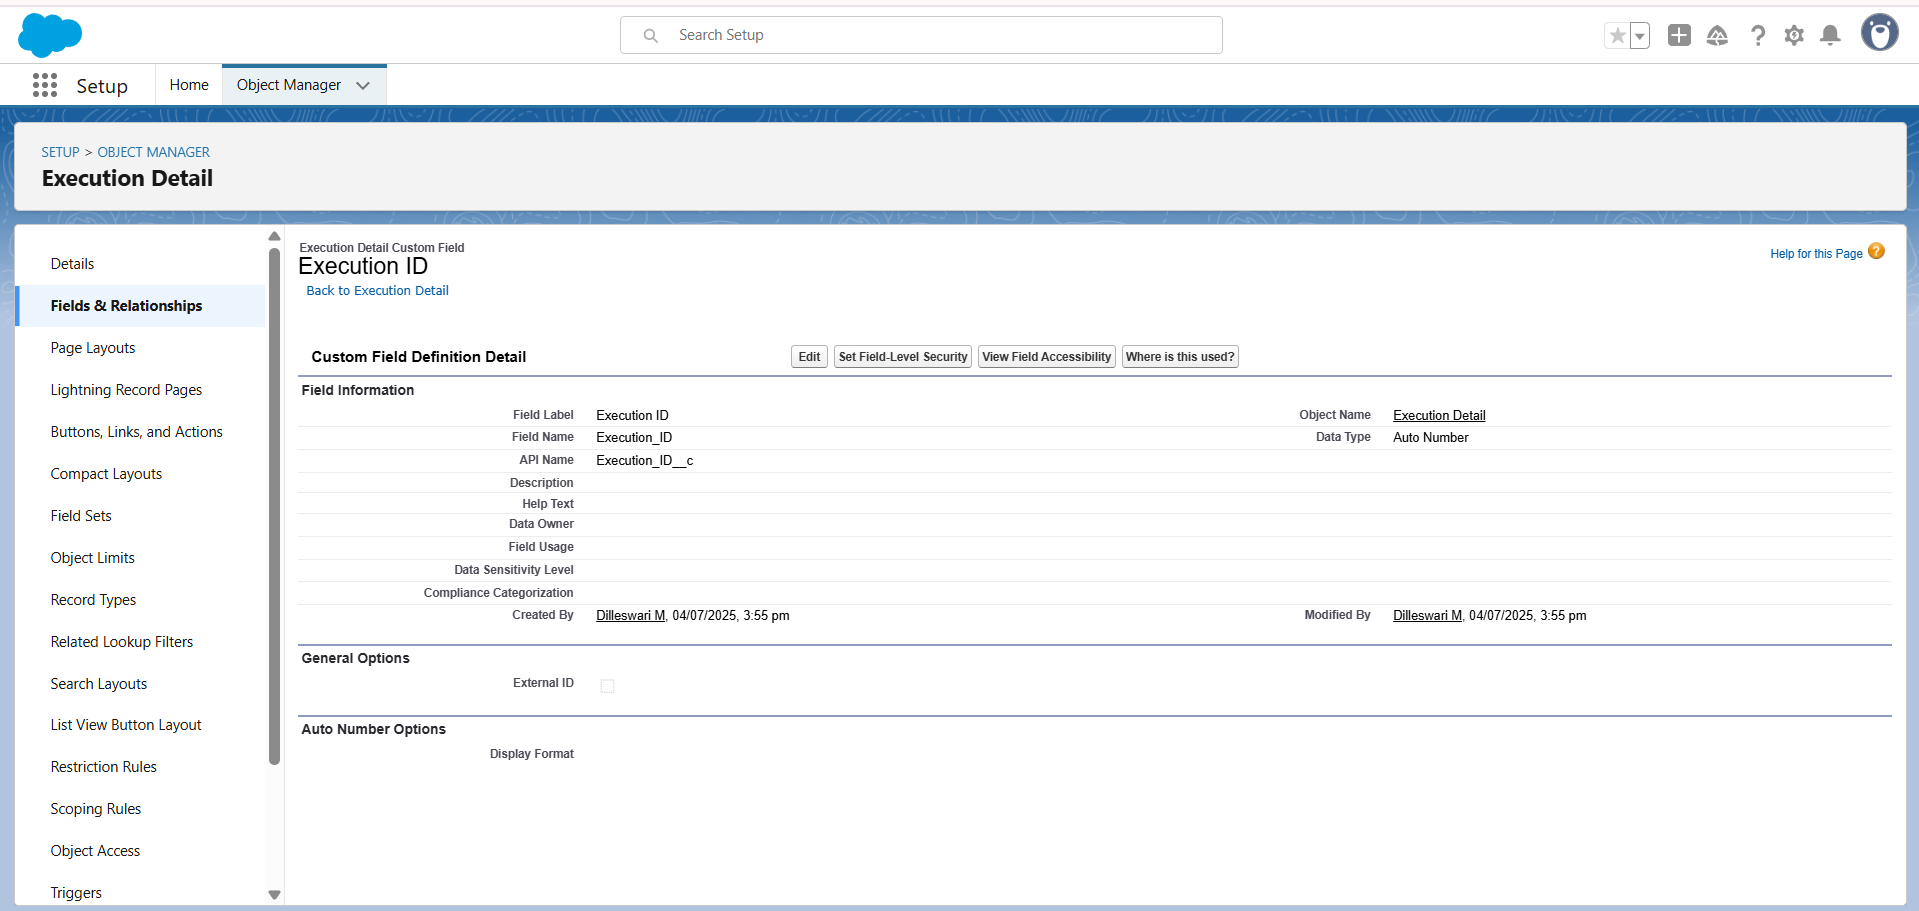 Search Setup
Setup
Home
Object Manager
SETUP > OBJECT MANAGER
Execution Detail
Details
Fields & Relationships
Page Layouts
Lightning Record Pages
Buttons, Links, and Actions
Compact Layouts
Field Sets
Object Limits
Record Types
Related Lookup Filters
Search Layouts
List View Button Layout
Restriction Rules
Scoping Rules
Object Access
Triggers
Execution Detail Custom Field
Execution ID
Back to Execution Detail
Help for this Page ?
Custom Field Definition Detail
Edit
Set Field-Level Security
View Field Accessibility
Where is this used?
Field Information
Field Label Execution ID
Object Name Execution Detail
Field Name Execution_ID
Data Type Auto Number
API Name Execution_ID__c
Description
Help Text
Data Owner
Field Usage
Data Sensitivity Level
Compliance Categorization
Created By Dilleswari M, 04/07/2025, 3:55 pm
Modified By Dilleswari M, 04/07/2025, 3:55 pm
General Options
External ID
Auto Number Options
Display Format